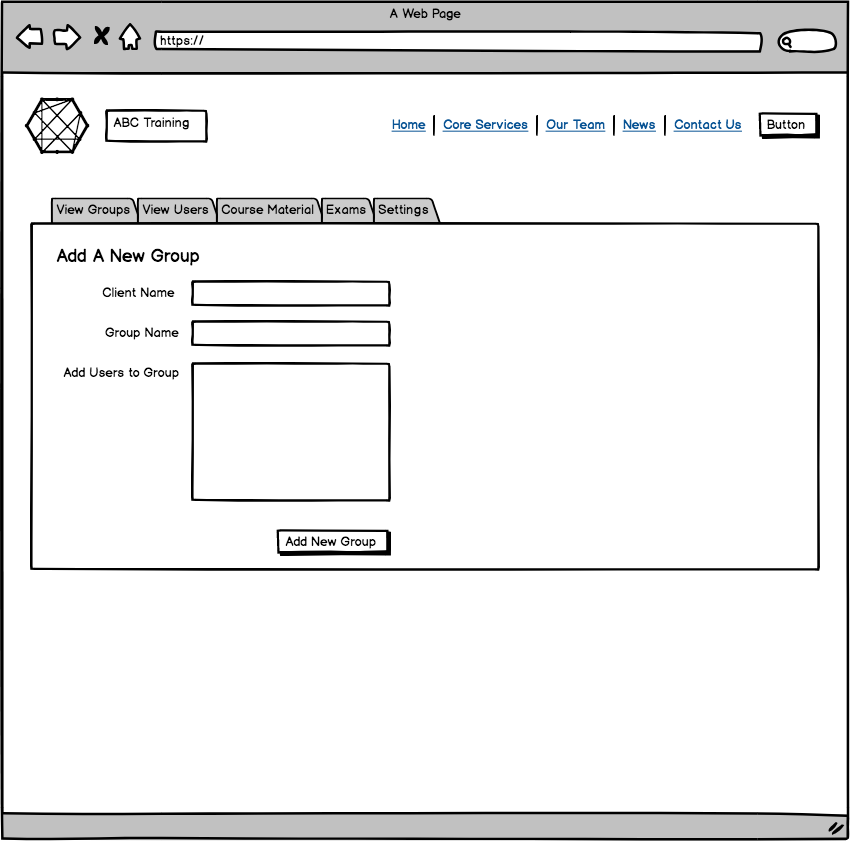 A Web Page
https://
ABC Training
Home Core Services Our Team News Contact Us Button
View Groups View Users Course Material Exams Settings
Add A New Group
Client Name
Group Name
Add Users to Group
Add New Group